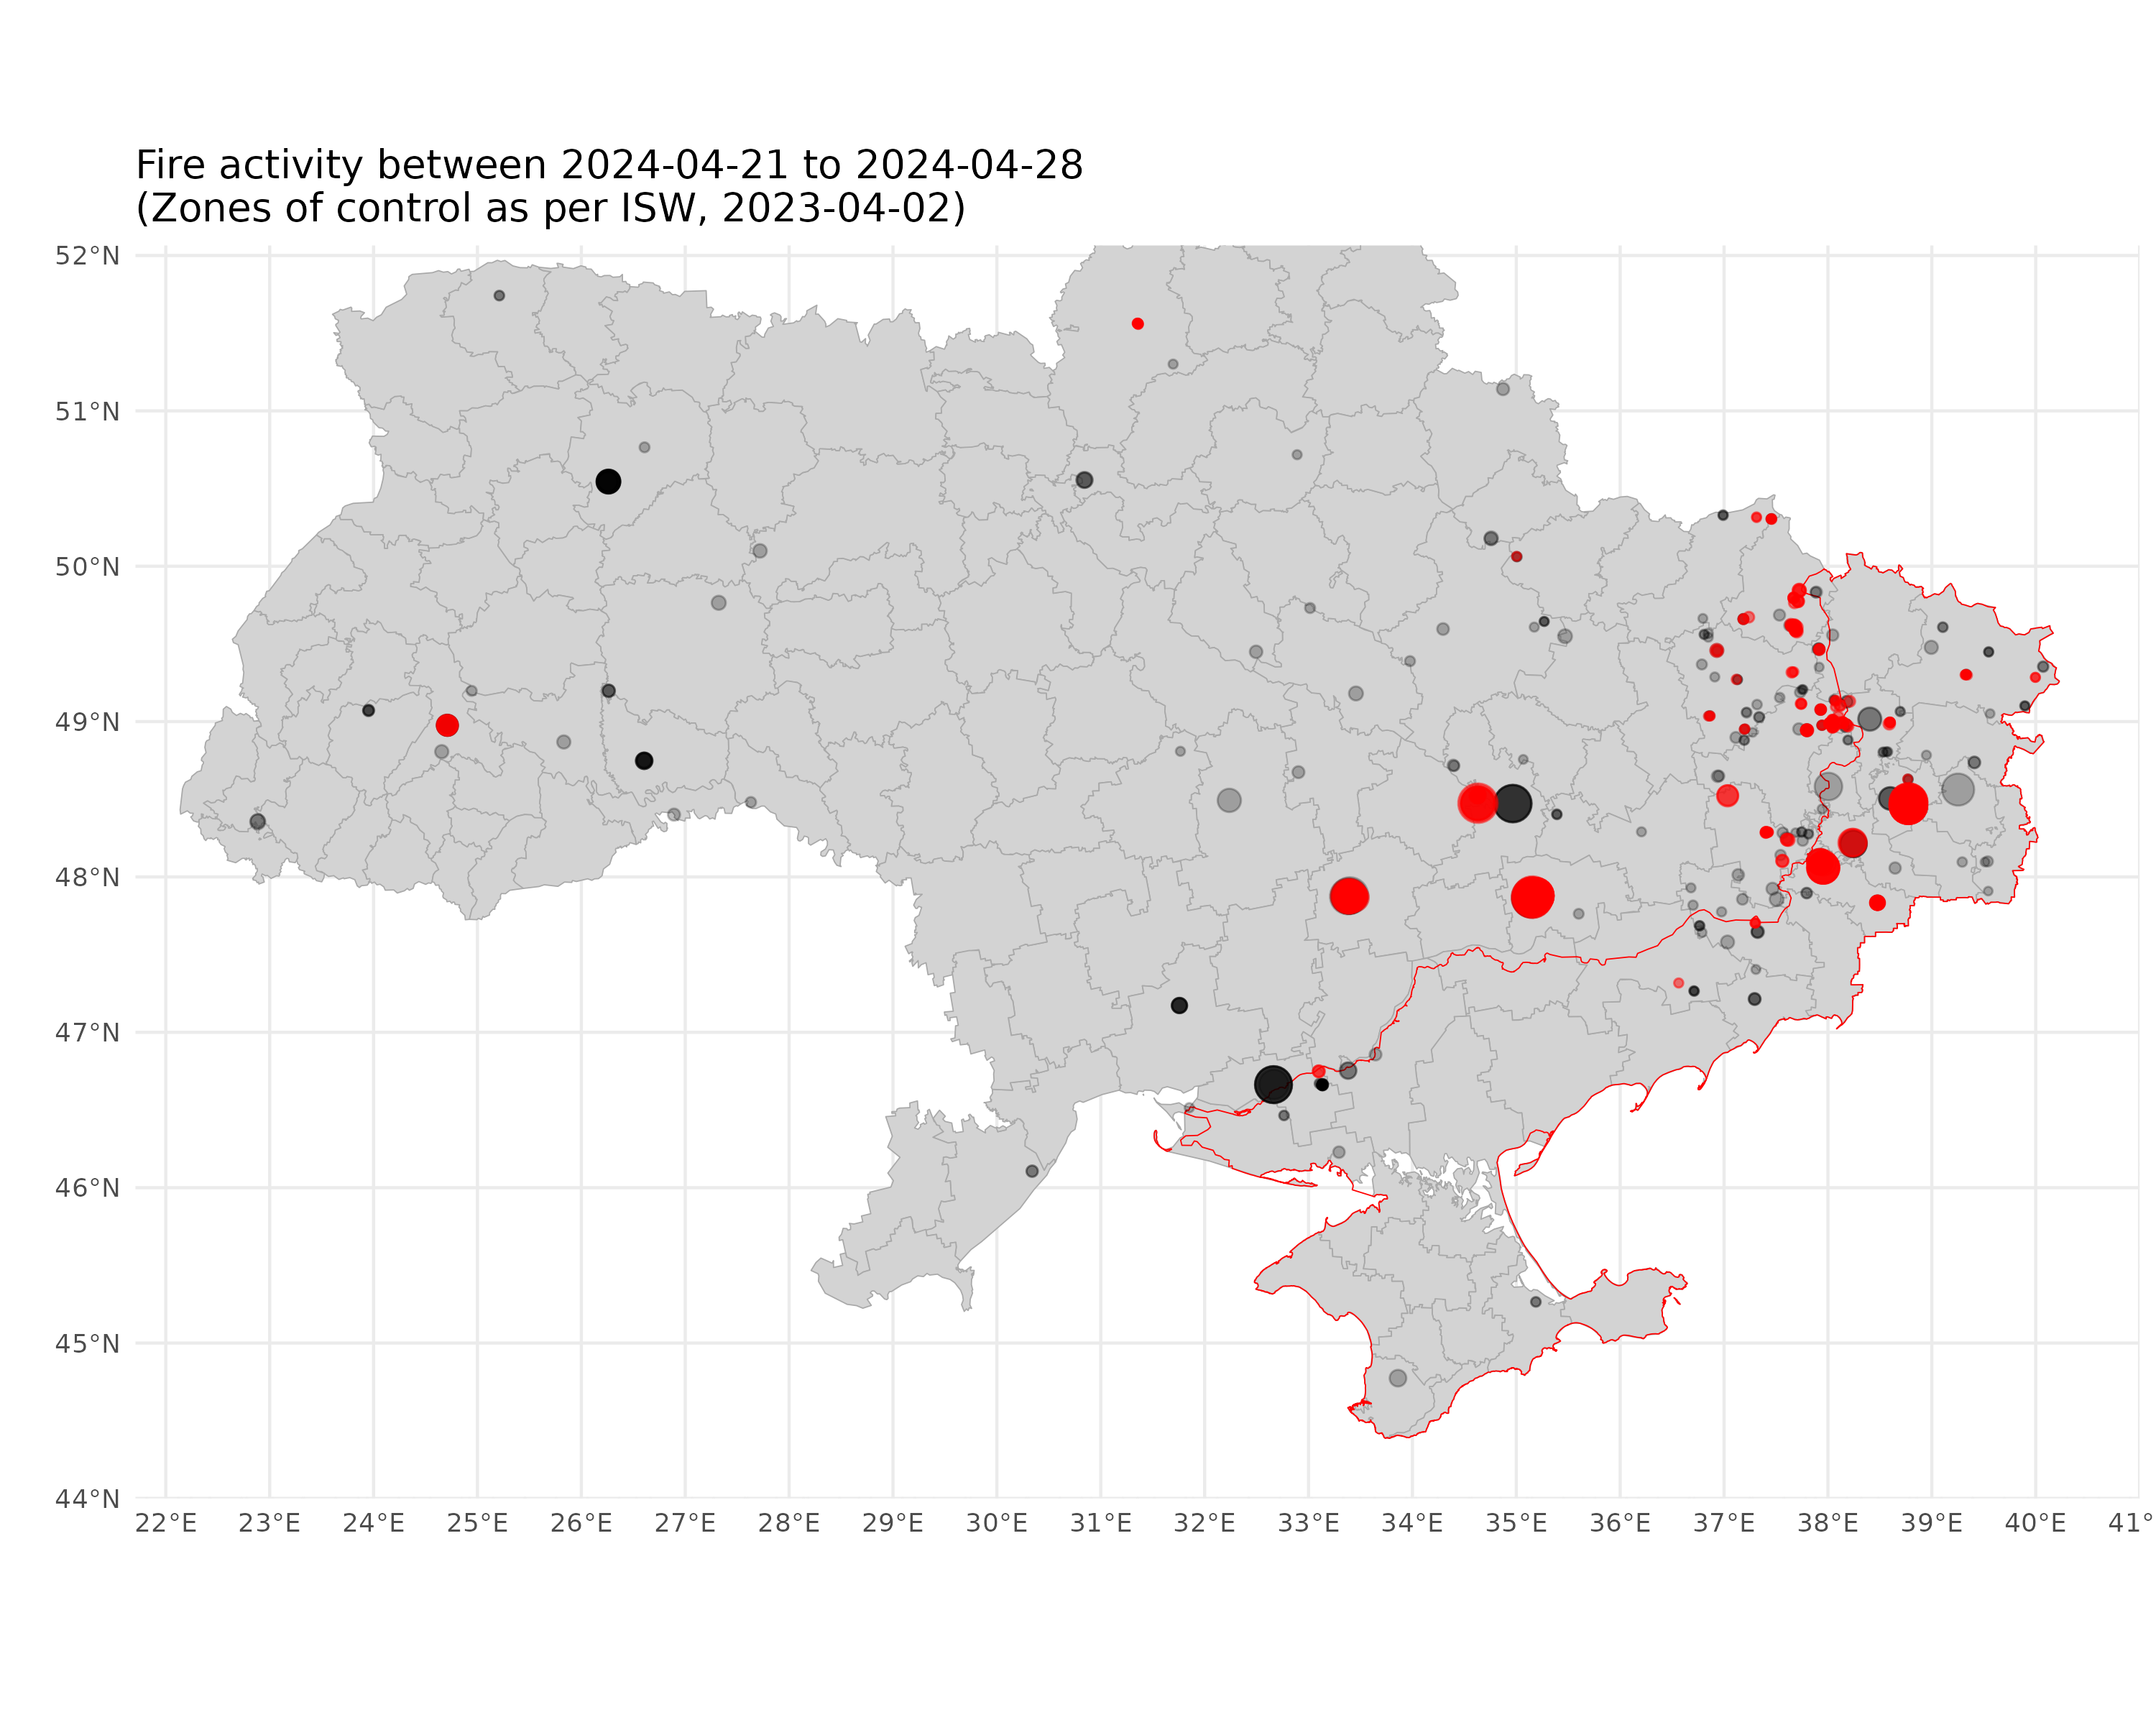 Fire activity between 2024-04-21 to 2024-04-28
(Zones of control as per ISW, 2023-04-02)
52°N
51°N
50°N
49°N
48°N
47°N
46°N
45°N
44°N
22°E 23°E 24°E 25°E 26°E 27°E 28°E 29°E 30°E 31°E 32°E 33°E 34°E 35°E 36°E 37°E 38°E 39°E 40°E 41°